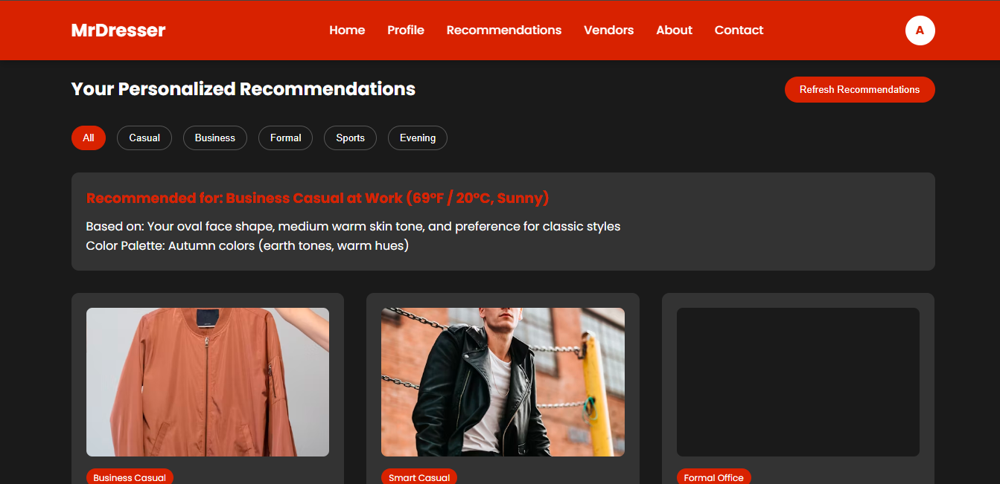 MrDresser
Home Profile Recommendations Vendors About Contact
A
Your Personalized Recommendations
Refresh Recommendations
All Casual Business Formal Sports Evening
Recommended for: Business Casual at Work (69°F / 20°C, Sunny)
Based on: Your oval face shape, medium warm skin tone, and preference for classic styles
Color Palette: Autumn colors (earth tones, warm hues)
Business Casual
Smart Casual
Formal Office